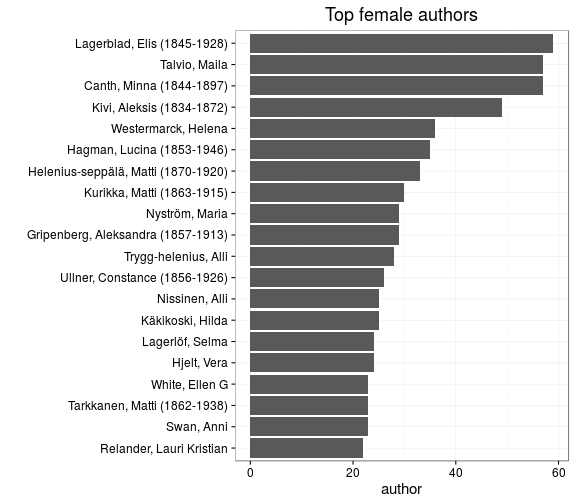 Top female authors
Lagerblad, Elis (1845-1928)
Talvio, Maila
Canth, Minna (1844-1897)
Kivi, Aleksis (1834-1872)
Westermarck, Helena
Hagman, Lucina (1853-1946)
Helenius-seppälä, Matti (1870-1920)
Kurikka, Matti (1863-1915)
Nyström, Maria
Gripenberg, Aleksandra (1857-1913)
Trygg-helenius, Alli
Ullner, Constance (1856-1926)
Nissinen, Alli
Käkikoski, Hilda
Lagerlöf, Selma
Hjelt, Vera
White, Ellen G
Tarkkanen, Matti (1862-1938)
Swan, Anni
Relander, Lauri Kristian
0 20 40 60
author